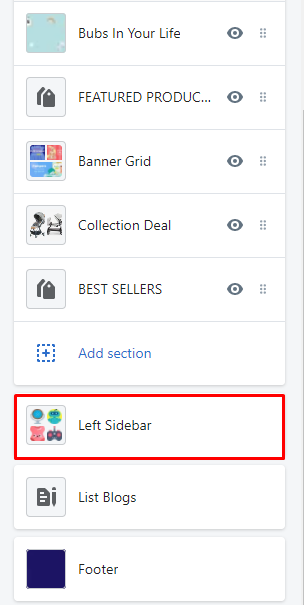 Bubs In Your Life
FEATURED PRODUC...
Banner Grid
Collection Deal
BEST SELLERS
Add section
Left Sidebar
List Blogs
Footer